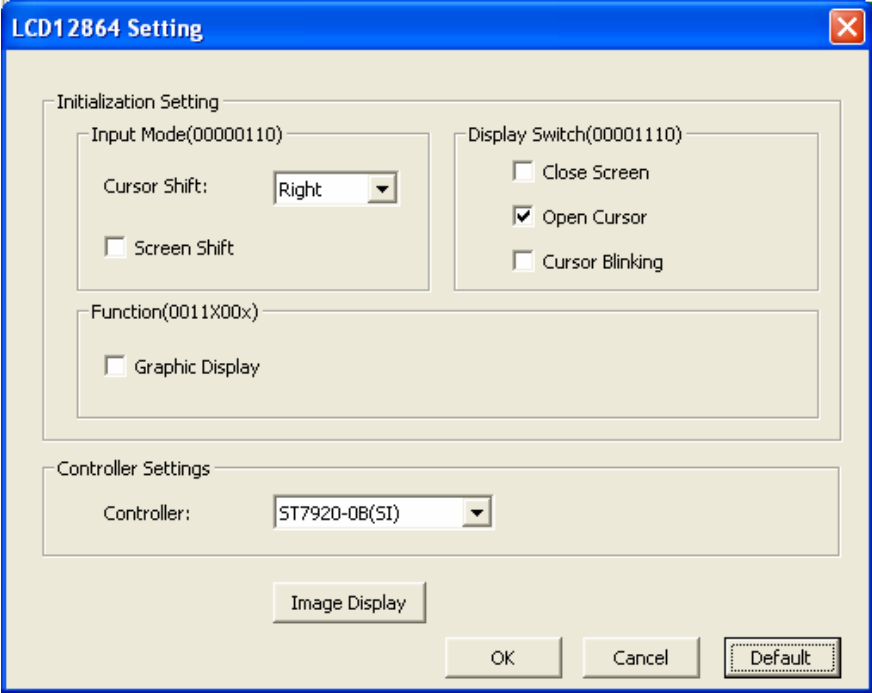 LCD12864 Setting
Initialization Setting
Input Mode(00000110)
Cursor Shift:
Right
Screen Shift
Display Switch(00001110)
Close Screen
Open Cursor
Cursor Blinking
Function(0011X00x)
Graphic Display
Controller Settings
Controller:
ST7920-0B(SI)
Image Display
OK
Cancel
Default